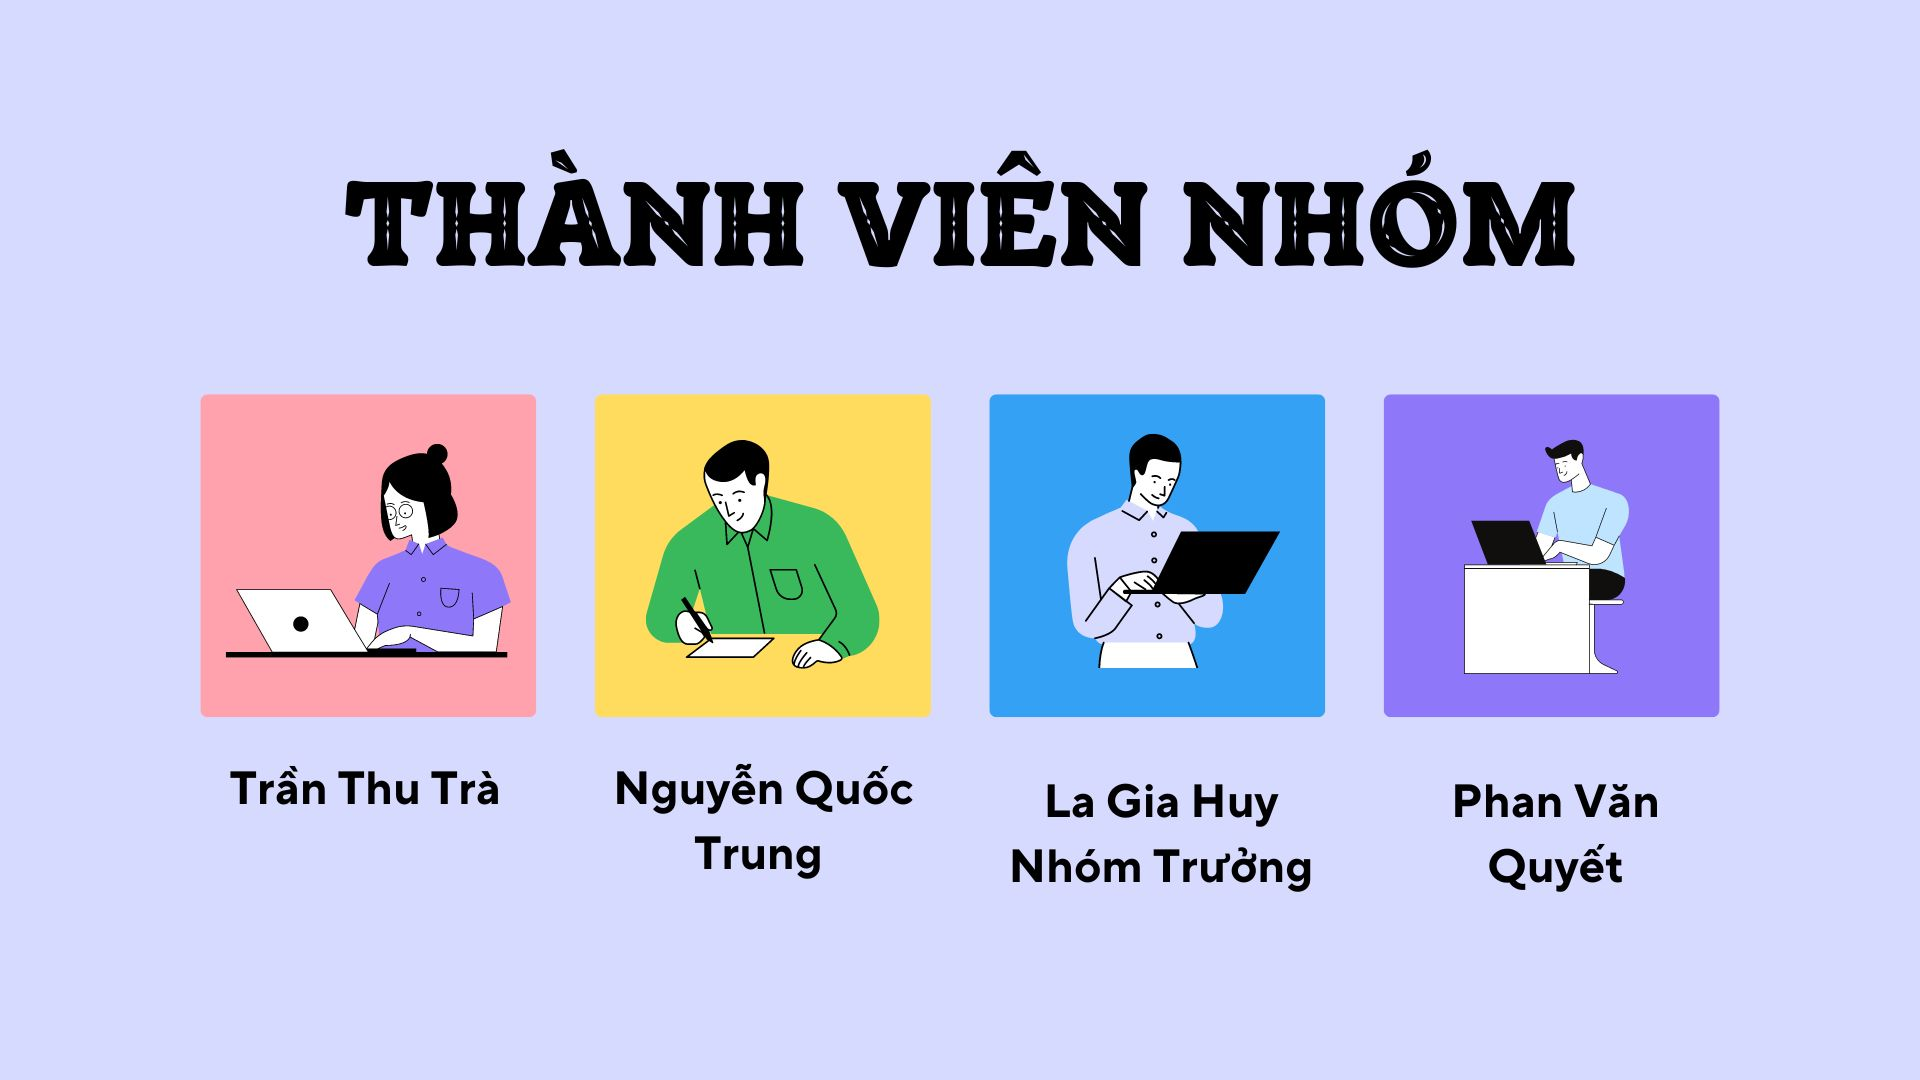 THÀNH VIÊN NHÓM
Trần Thu Trà
Nguyễn Quốc
Trung
La Gia Huy
Nhóm Trưởng
Phan Văn
Quyết